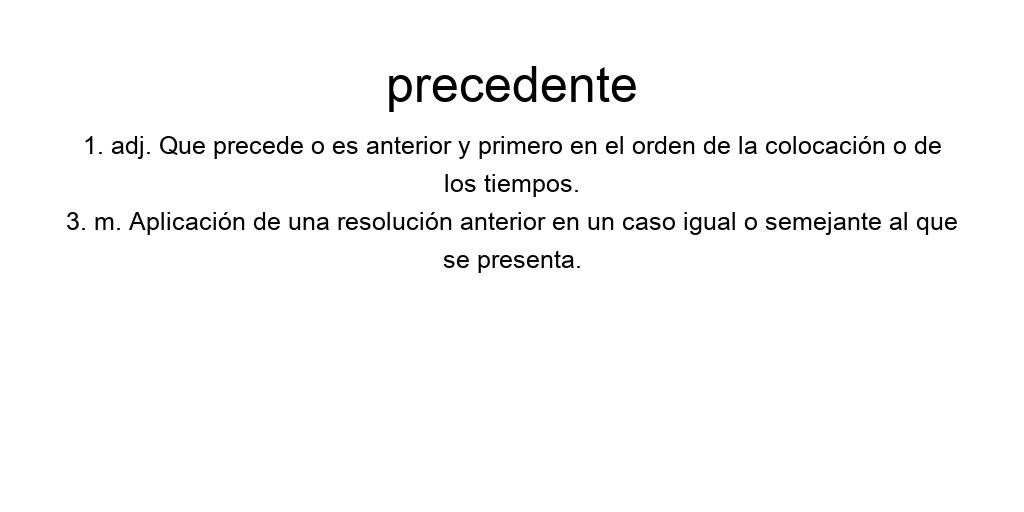 precedente
1. adj. Que precede o es anterior y primero en el orden de la colocación o de
los tiempos.
3. m. Aplicación de una resolución anterior en un caso igual o semejante al que
se presenta.